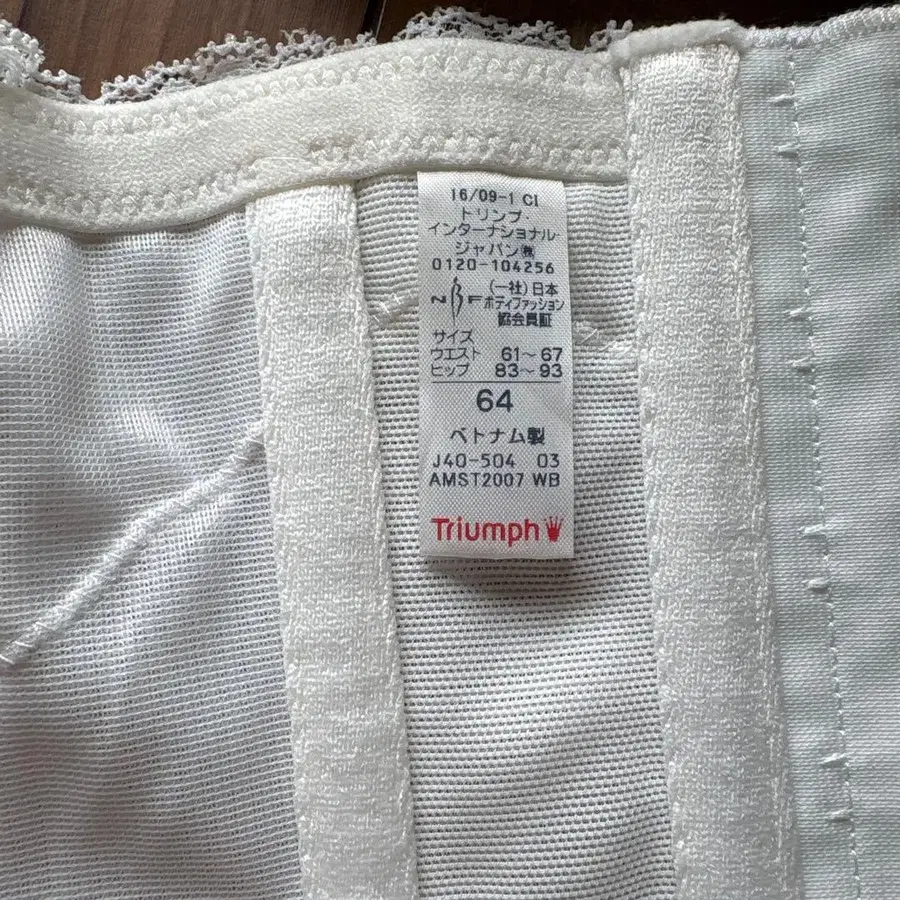 16/09-1 CI
トリンプ・
インターナショナル・
ジャパン㈱
0120-104256
NBF (一社)日本
ボディファッション
協会員証
サイズ
ウエスト 61～67
ヒップ 83～93
64
ベトナム製
J40-504 03
AMST2007 WB
Triumph